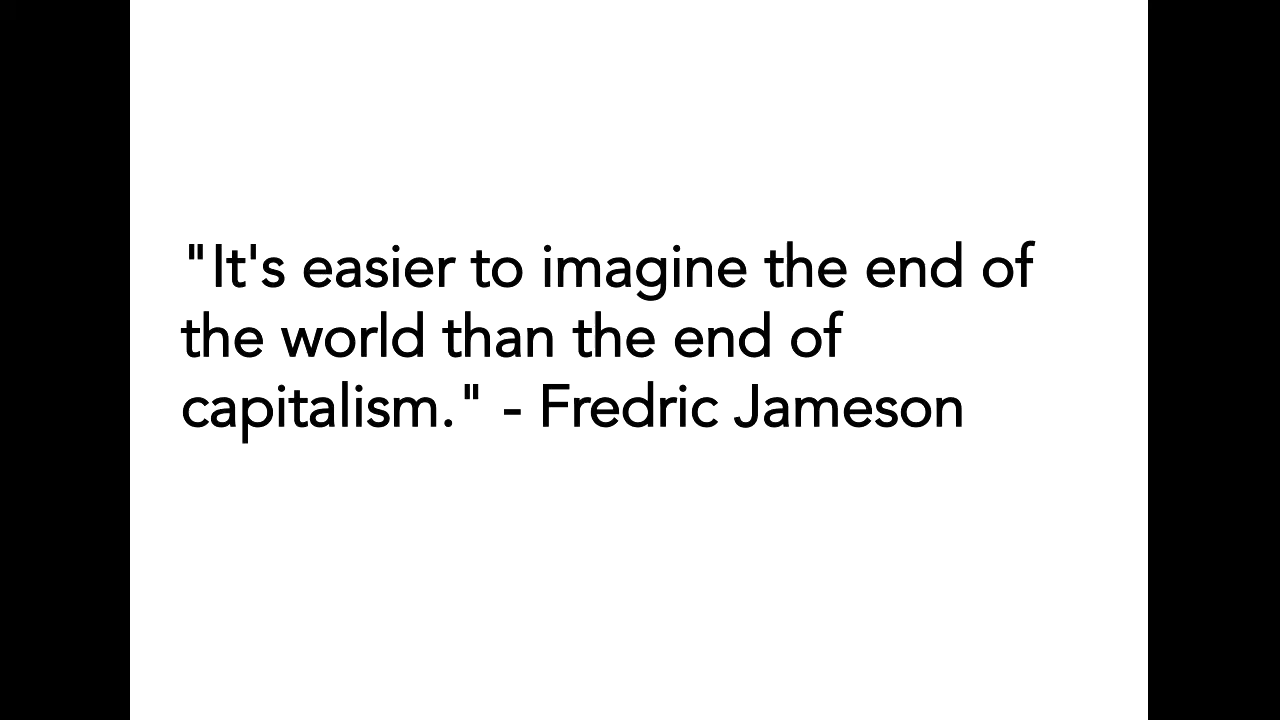 "It's easier to imagine the end of
the world than the end of
capitalism." - Fredric Jameson